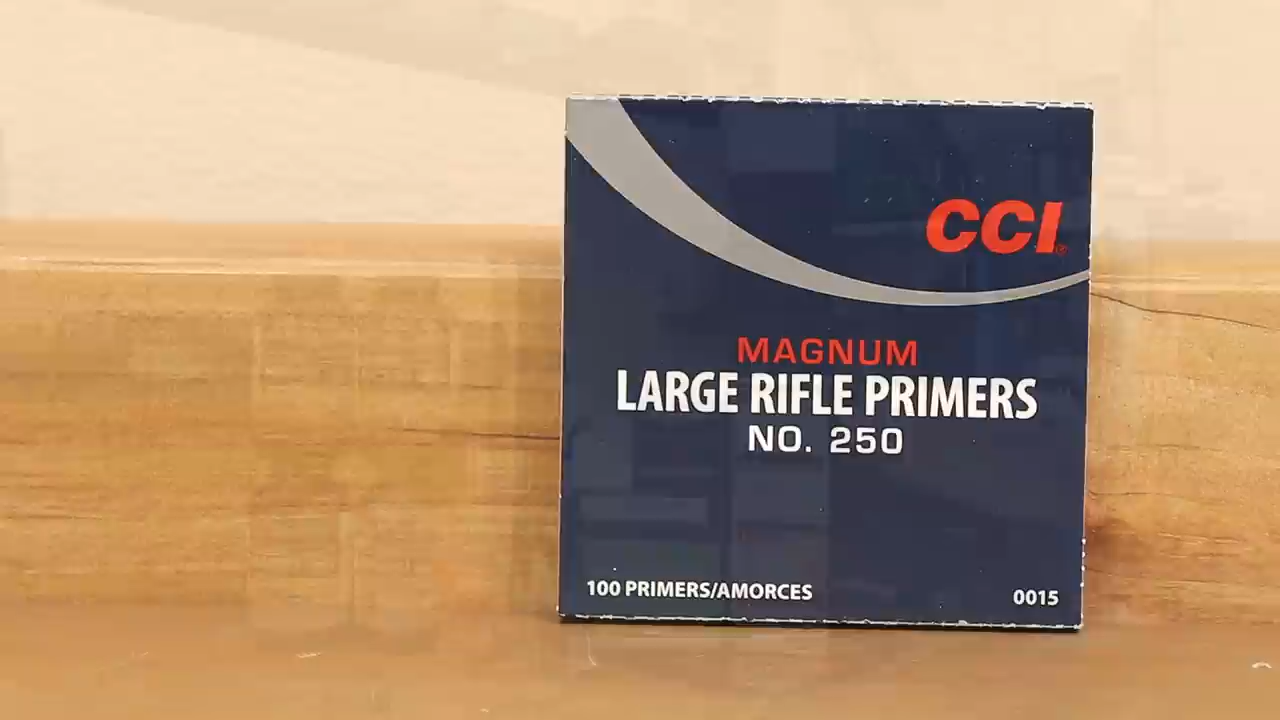 CCI®
MAGNUM
LARGE RIFLE PRIMERS
NO. 250
100 PRIMERS/AMORCES
0015